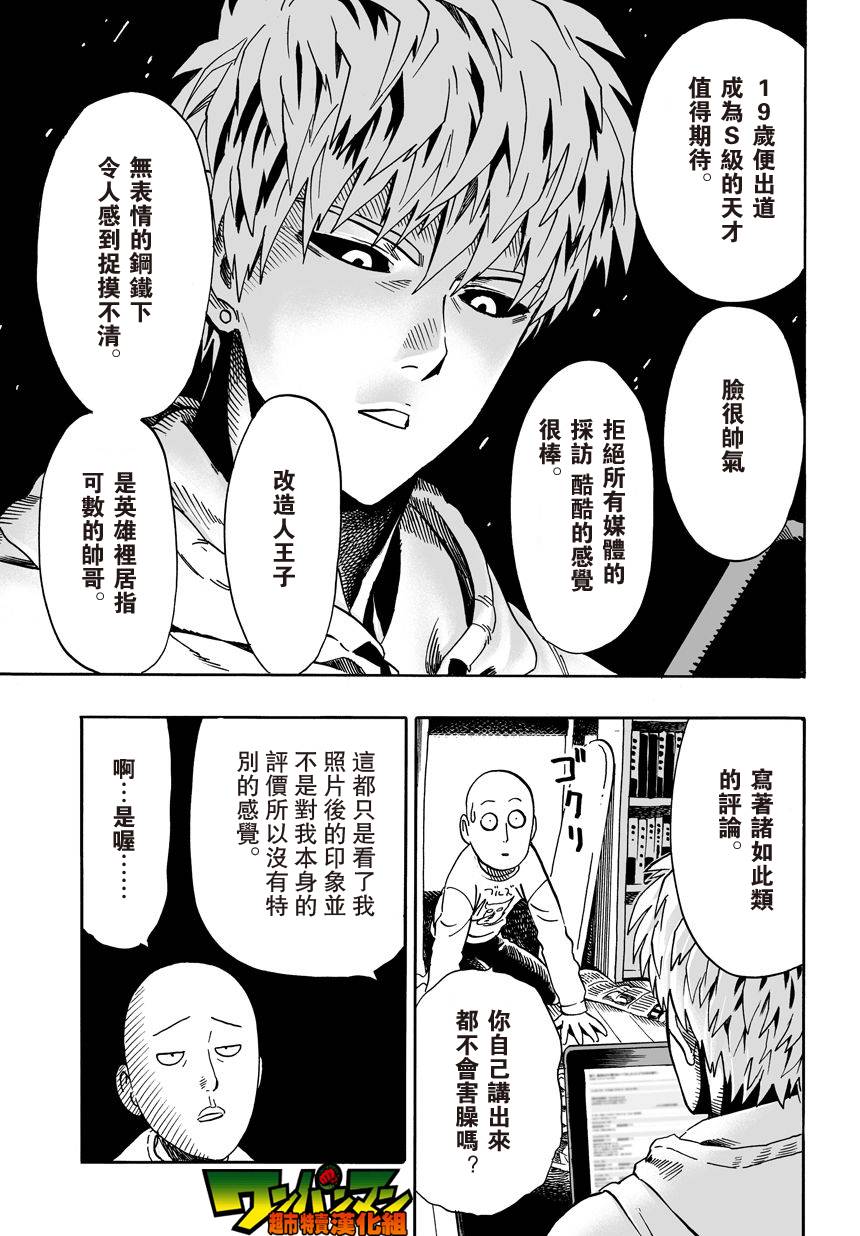 19歲便出道
成為S級的天才
值得期待。
臉很帥氣
拒絕所有媒體的
採訪 酷酷的感覺
很棒。
無表情的鋼鐵下
令人感到捉摸不清。
改造人王子
是英雄裡居指
可數的帥哥。
寫著諸如此類
的評論。
ゴクリ
ブルズ
你自己講出來
都不會害臊嗎?
這都只是看了我
照片後的印象並
不是對我本身的
評價所以沒有特
別的感覺。
啊…是喔……
ワンパンマン
超市特賣漢化組